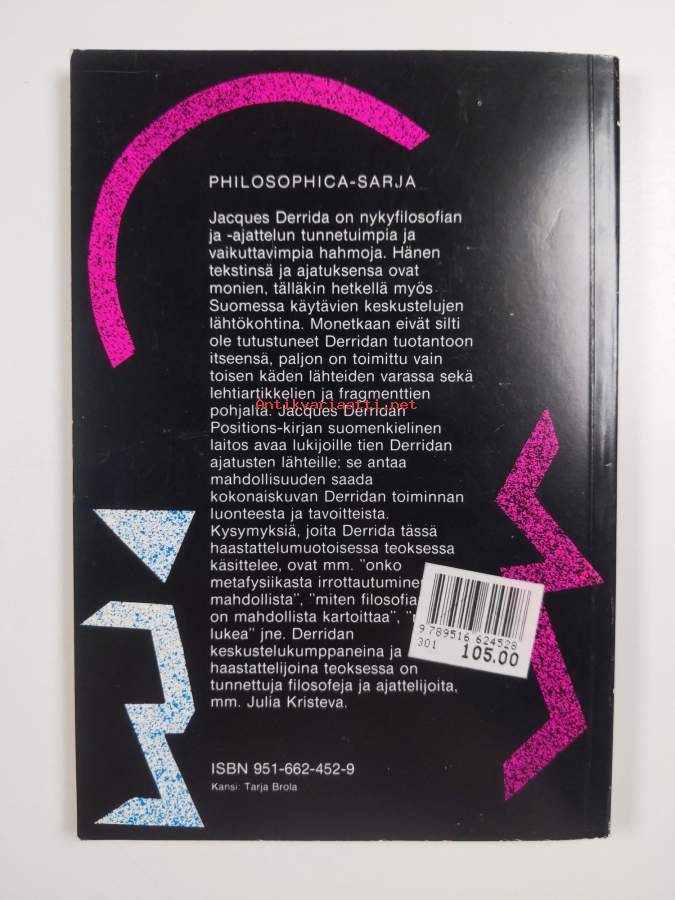 PHILOSOPHICA-SARJA
Jacques Derrida on nykyfilosofian
ja -ajattelun tunnetuimpia ja
vaikuttavimpia hahmoja. Hänen
tekstinsä ja ajatuksensa ovat
monien, tälläkin hetkellä myös
Suomessa käytävien keskustelujen
lähtökohtina. Monetkaan eivät silti
ole tutustuneet Derridan tuotantoon
itseensä, paljon on toimittu vain
toisen käden lähteiden varassa sekä
lehtiartikkelien ja fragmenttien
Antikvariaatti.net
pohjalta. Jacques Derridan
Positions-kirjan suomenkielinen
laitos avaa lukijoille tien Derridan
ajatusten lähteille; se antaa
mahdollisuuden saada
kokonaiskuvan Derridan toiminnan
luonteesta ja tavoitteista.
Kysymyksiä, joita Derrida tässä
haastattelumuotoisessa teoksessa
käsittelee, ovat mm. "onko
metafysiikasta irrottautumine
mahdollista", "miten filosofia
on mahdollista kartoittaa", "
lukea" jne. Derridan
keskustelukumppaneina ja
haastattelijoina teoksessa on
tunnettuja filosofeja ja ajattelijoita,
mm. Julia Kristeva.
9 789516 624528
301 105.00
ISBN 951-662-452-9
Kansi: Tarja Brola